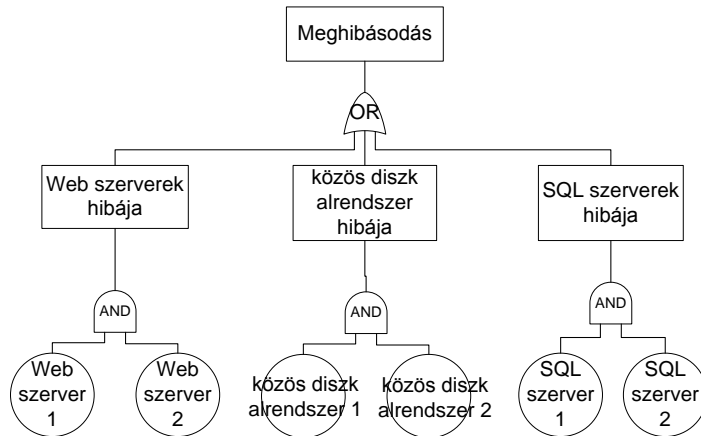 Meghibásodás
OR
Web szerverek
hibája
közös diszk
alrendszer
hibája
SQL szerverek
hibája
AND
AND
AND
Web
szerver
1
Web
szerver
2
közös diszk
alrendszer 1
közös diszk
alrendszer 2
SQL
szerver
1
SQL
szerver
2